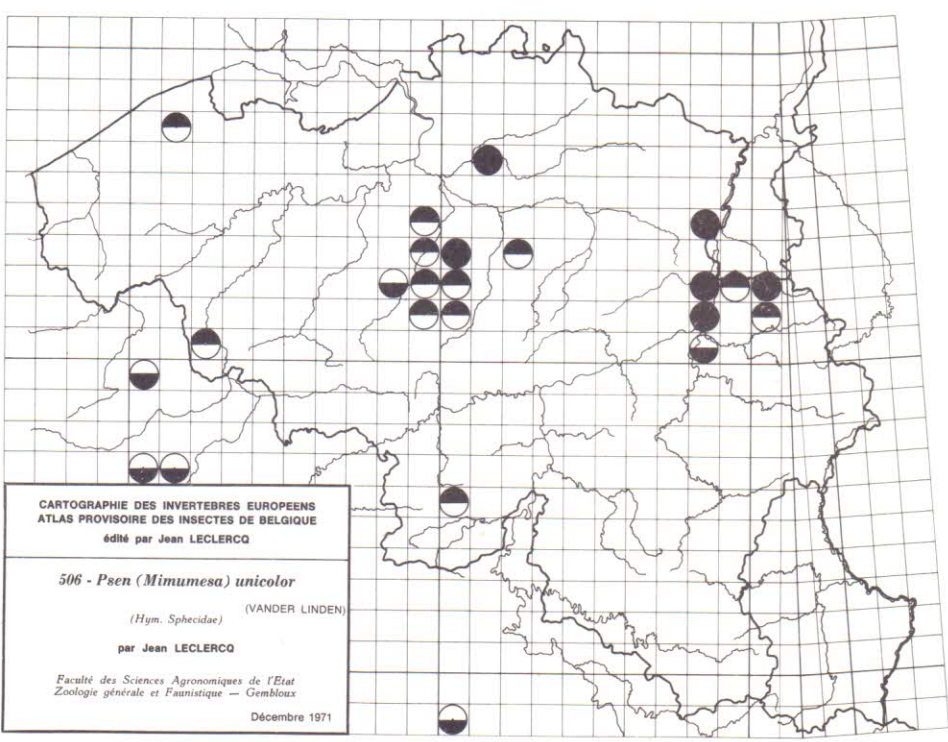 CARTOGRAPHIE DES INVERTEBRES EUROPEENS
ATLAS PROVISOIRE DES INSECTES DE BELGIQUE
édité par Jean LECLERCQ
506 - Psen (Mimumesa) unicolor
(VANDER LINDEN)
(Hym. Sphecidae)
par Jean LECLERCQ
Faculté des Sciences Agronomiques de l'Etat
Zoologie générale et Faunistique — Gembloux
Décembre 1971